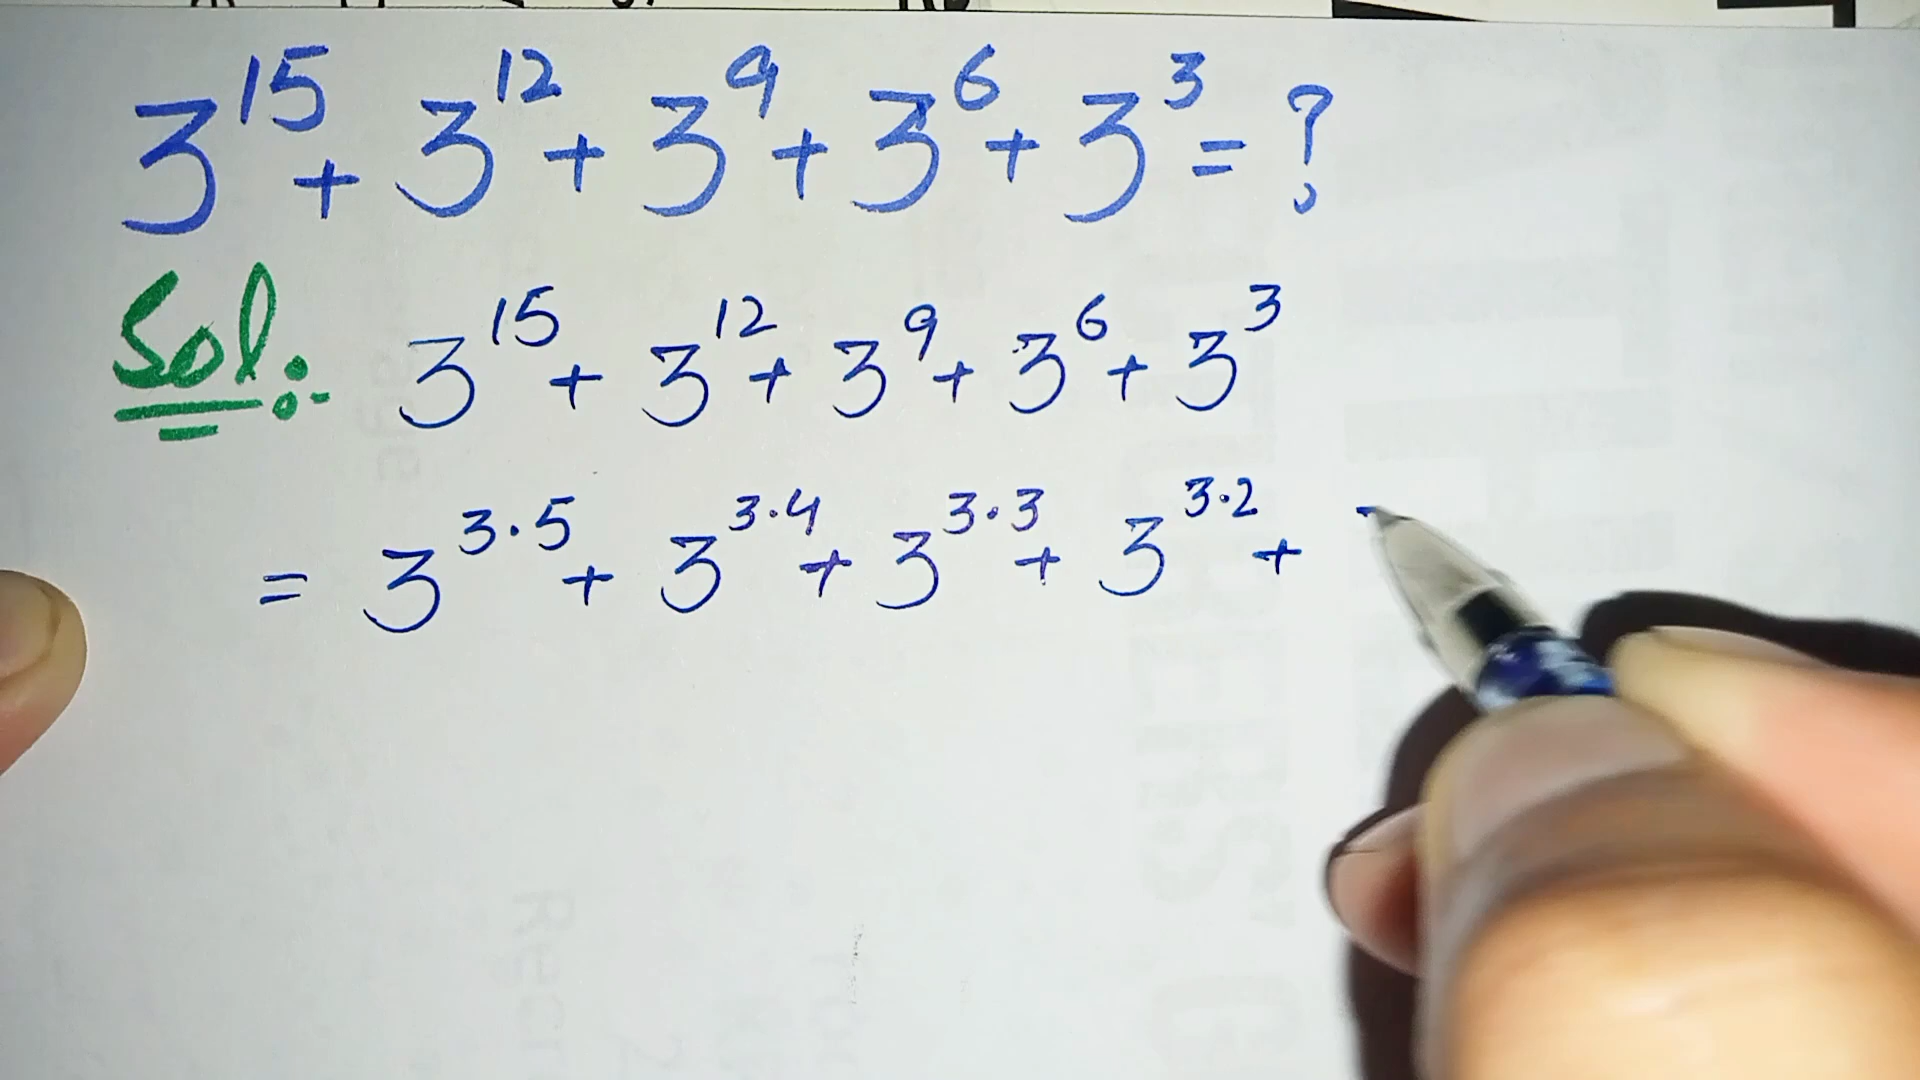 3^15 + 3^12 + 3^9 + 3^6 + 3^3 = ?
Sol:- 3^15 + 3^12 + 3^9 + 3^6 + 3^3
= 3^3·5 + 3^3·4 + 3^3·3 + 3^3·2 +